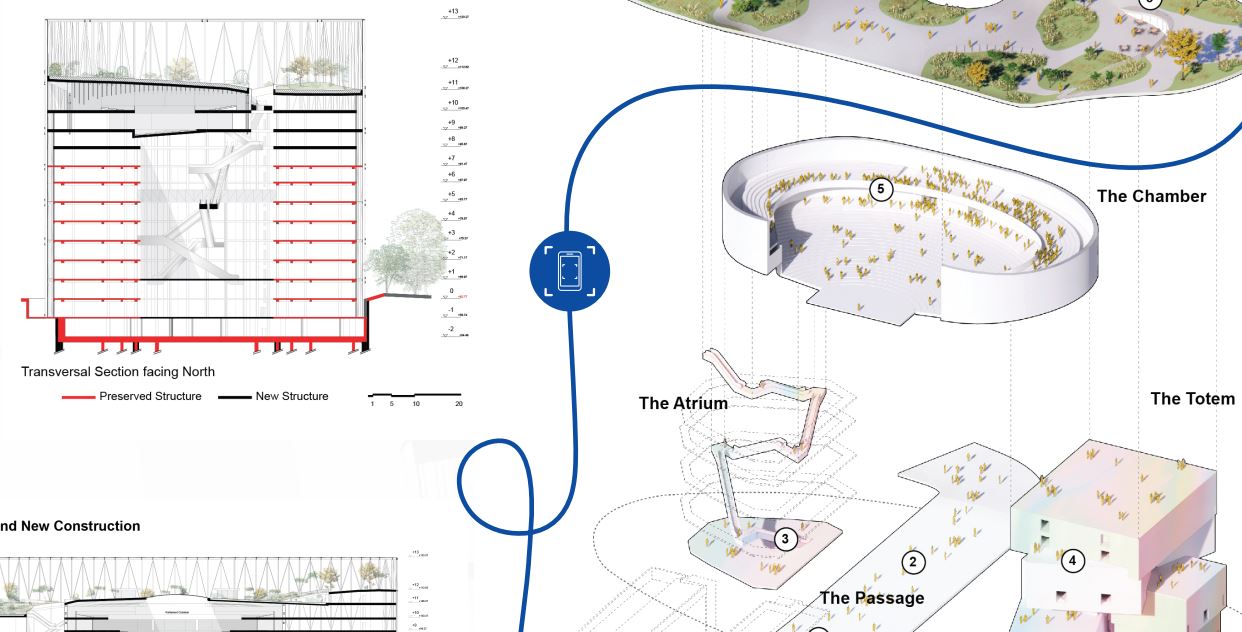 +13
+12
+11
+10
+9
+8
+7
+6
+5
+4
+3
+2
+1
0
-1
-2
Transversal Section facing North
Preserved Structure
New Structure
1 5 10 20
nd New Construction
+13
+12
+11
+10
+9
5
The Chamber
The Atrium
The Totem
3
2
4
The Passage